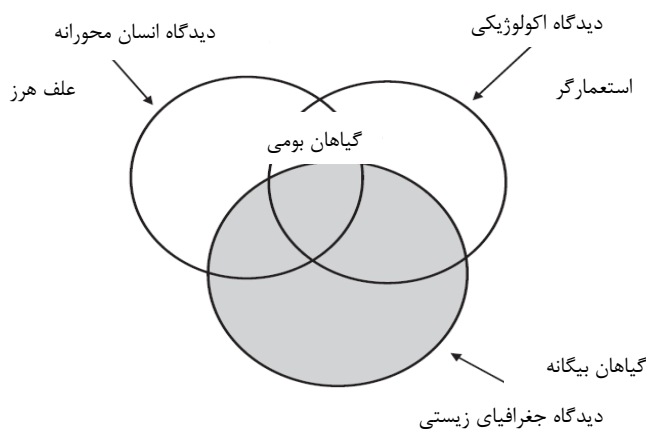 دیدگاه اکولوژیکی
دیدگاه انسان محورانه
استعمارگر
علف هرز
گیاهان بومی
گیاهان بیگانه
دیدگاه جغرافیای زیستی